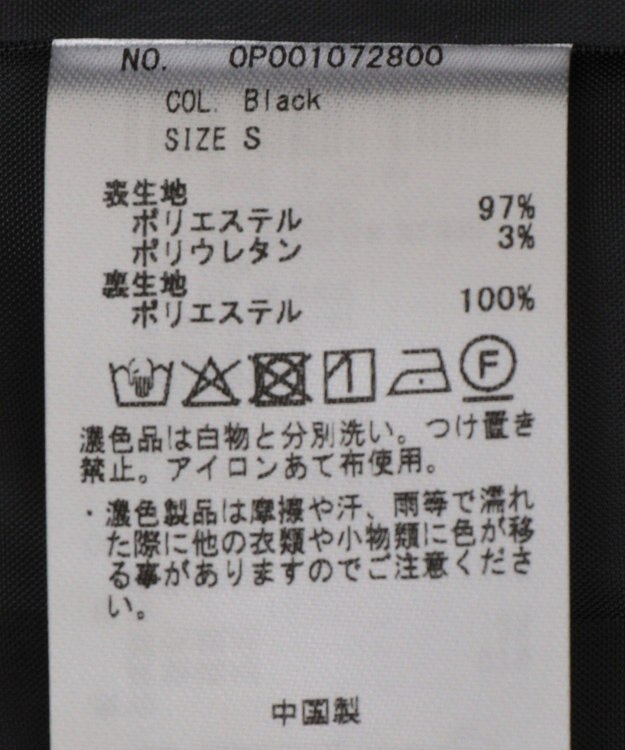 NO. 0P001072800
COL. Black
SIZE S
表生地
ポリエステル 97%
ポリウレタン 3%
裏生地
ポリエステル 100%
F
濃色品は白物と分別洗い。つけ置き
禁止。アイロンあて布使用。
・濃色製品は摩擦や汗、雨等で濡れ
た際に他の衣類や小物類に色が移
る事がありますのでご注意くださ
い。
中国製